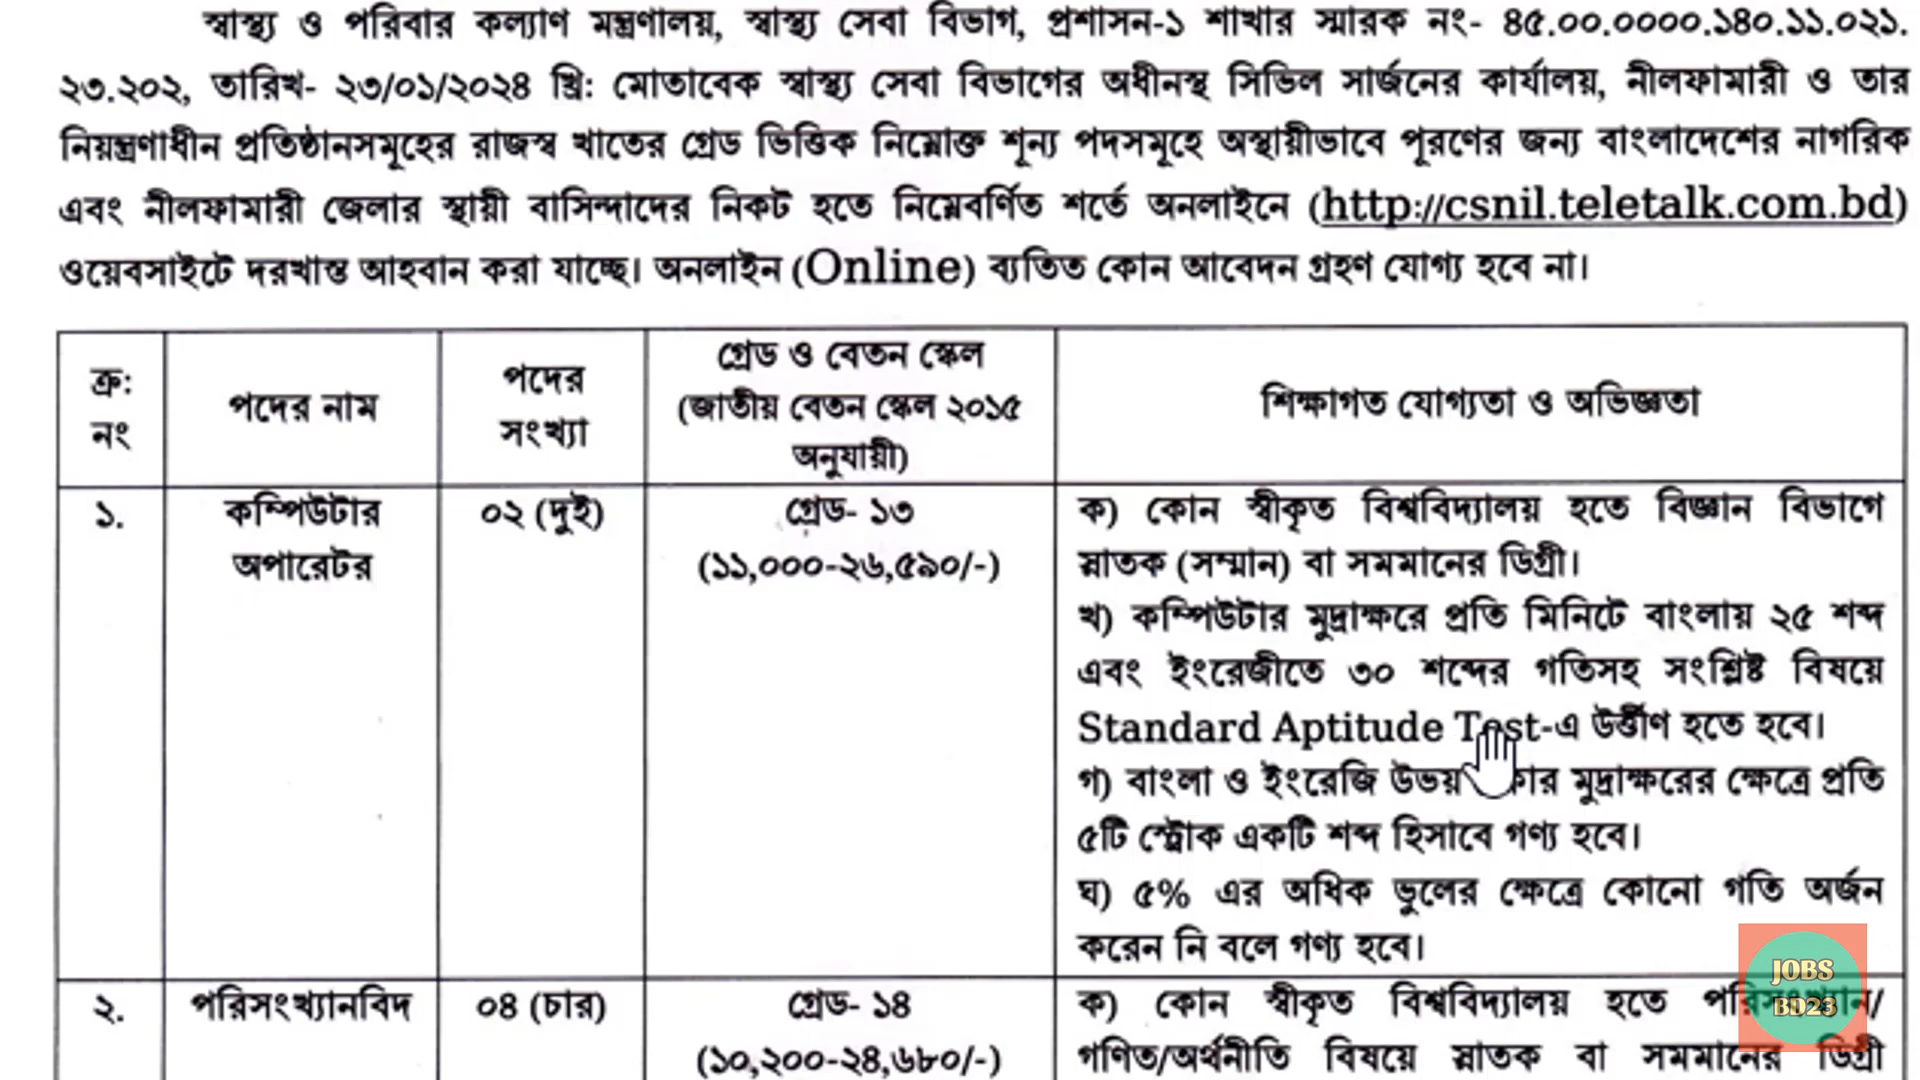 স্বাস্থ্য ও পরিবার কল্যাণ মন্ত্রণালয়, স্বাস্থ্য সেবা বিভাগ, প্রশাসন-১ শাখার স্মারক নং- ৪৫.০০.০০০০.১৪০.১১.০২১.
২৩.২০২, তারিখ- ২৩/০১/২০২৪ খ্রি: মোতাবেক স্বাস্থ্য সেবা বিভাগের অধীনস্থ সিভিল সার্জনের কার্যালয়, নীলফামারী ও তার
নিয়ন্ত্রণাধীন প্রতিষ্ঠানসমূহের রাজস্ব খাতের গ্রেড ভিত্তিক নিম্নোক্ত শূন্য পদসমূহে অস্থায়ীভাবে পূরণের জন্য বাংলাদেশের নাগরিক
এবং নীলফামারী জেলার স্থায়ী বাসিন্দাদের নিকট হতে নিম্নেবর্ণিত শর্তে অনলাইনে (http://csnil.teletalk.com.bd)
ওয়েবসাইটে দরখাস্ত আহবান করা যাচ্ছে। অনলাইন (Online) ব্যতিত কোন আবেদন গ্রহণ যোগ্য হবে না।
ক্র: নং
পদের নাম
পদের সংখ্যা
গ্রেড ও বেতন স্কেল
(জাতীয় বেতন স্কেল ২০১৫
অনুযায়ী)
শিক্ষাগত যোগ্যতা ও অভিজ্ঞতা
১.
কম্পিউটার
অপারেটর
০২ (দুই)
গ্রেড- ১৩
(১১,০০০-২৬,৫৯০/-)
ক) কোন স্বীকৃত বিশ্ববিদ্যালয় হতে বিজ্ঞান বিভাগে
স্নাতক (সম্মান) বা সমমানের ডিগ্রী।
খ) কম্পিউটার মুদ্রাক্ষরে প্রতি মিনিটে বাংলায় ২৫ শব্দ
এবং ইংরেজীতে ৩০ শব্দের গতিসহ সংশ্লিষ্ট বিষয়ে
Standard Aptitude Test-এ উর্ত্তীণ হতে হবে।
গ) বাংলা ও ইংরেজি উভয় মুদ্রাক্ষরের ক্ষেত্রে প্রতি
৫টি স্ট্রোক একটি শব্দ হিসাবে গণ্য হবে।
ঘ) ৫% এর অধিক ভুলের ক্ষেত্রে কোনো গতি অর্জন
করেন নি বলে গণ্য হবে।
২.
পরিসংখ্যানবিদ
০৪ (চার)
গ্রেড- ১৪
(১০,২০০-২৪,৬৮০/-)
ক) কোন স্বীকৃত বিশ্ববিদ্যালয় হতে পরিসংখ্যান/
গণিত/অর্থনীতি বিষয়ে স্নাতক বা সমমানের ডিগ্রী
JOBS
BD23